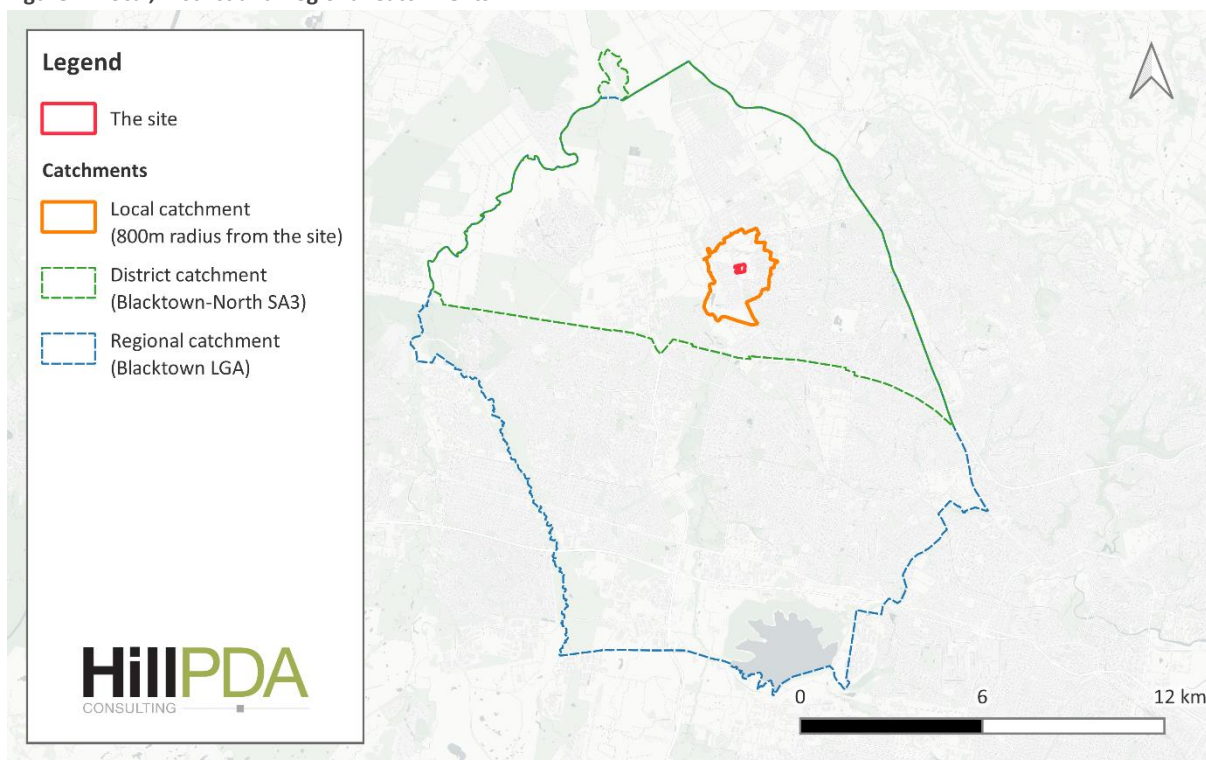 Legend
The site
Catchments
Local catchment
(800m radius from the site)
District catchment
(Blacktown-North SA3)
Regional catchment
(Blacktown LGA)
HillPDA
CONSULTING
0 6 12 km